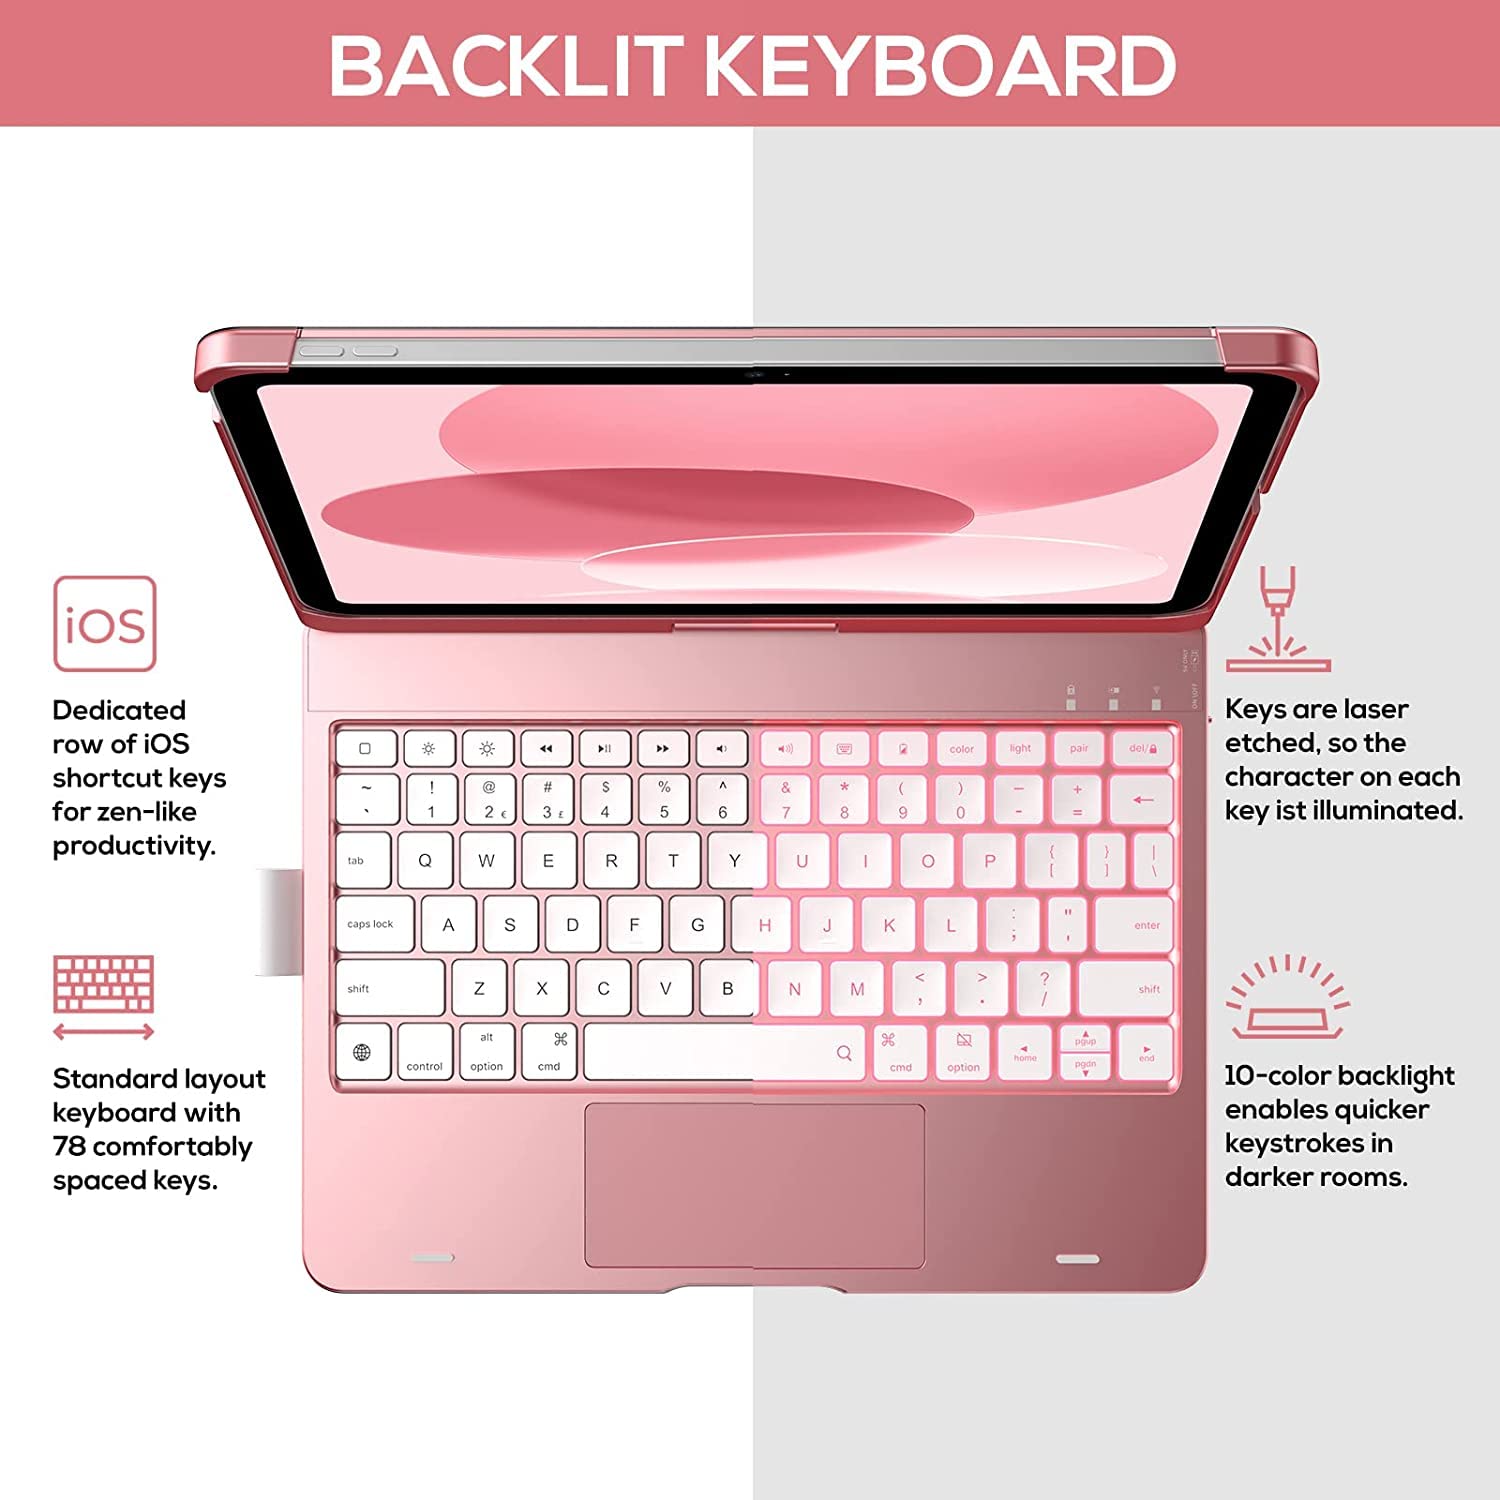 BACKLIT KEYBOARD
iOS
Dedicated
row of iOS
shortcut keys
for zen-like
productivity.
Standard layout
keyboard with
78 comfortably
spaced keys.
Keys are laser
etched, so the
character on each
key ist illuminated.
10-color backlight
enables quicker
keystrokes in
darker rooms.
color light pair del/
~ ! @ # $ % ^ & * ( ) − +
` 1 2 € 3 £ 4 5 6 7 8 9 0 - = ←
tab Q W E R T Y U I O P { [ } ] | \
caps lock A S D F G H J K L : ; " ' enter
shift Z X C V B N M < , > . ? / shift
alt ⌘ ⌘ pgup
control option cmd cmd option home pgdn end
ON OFF